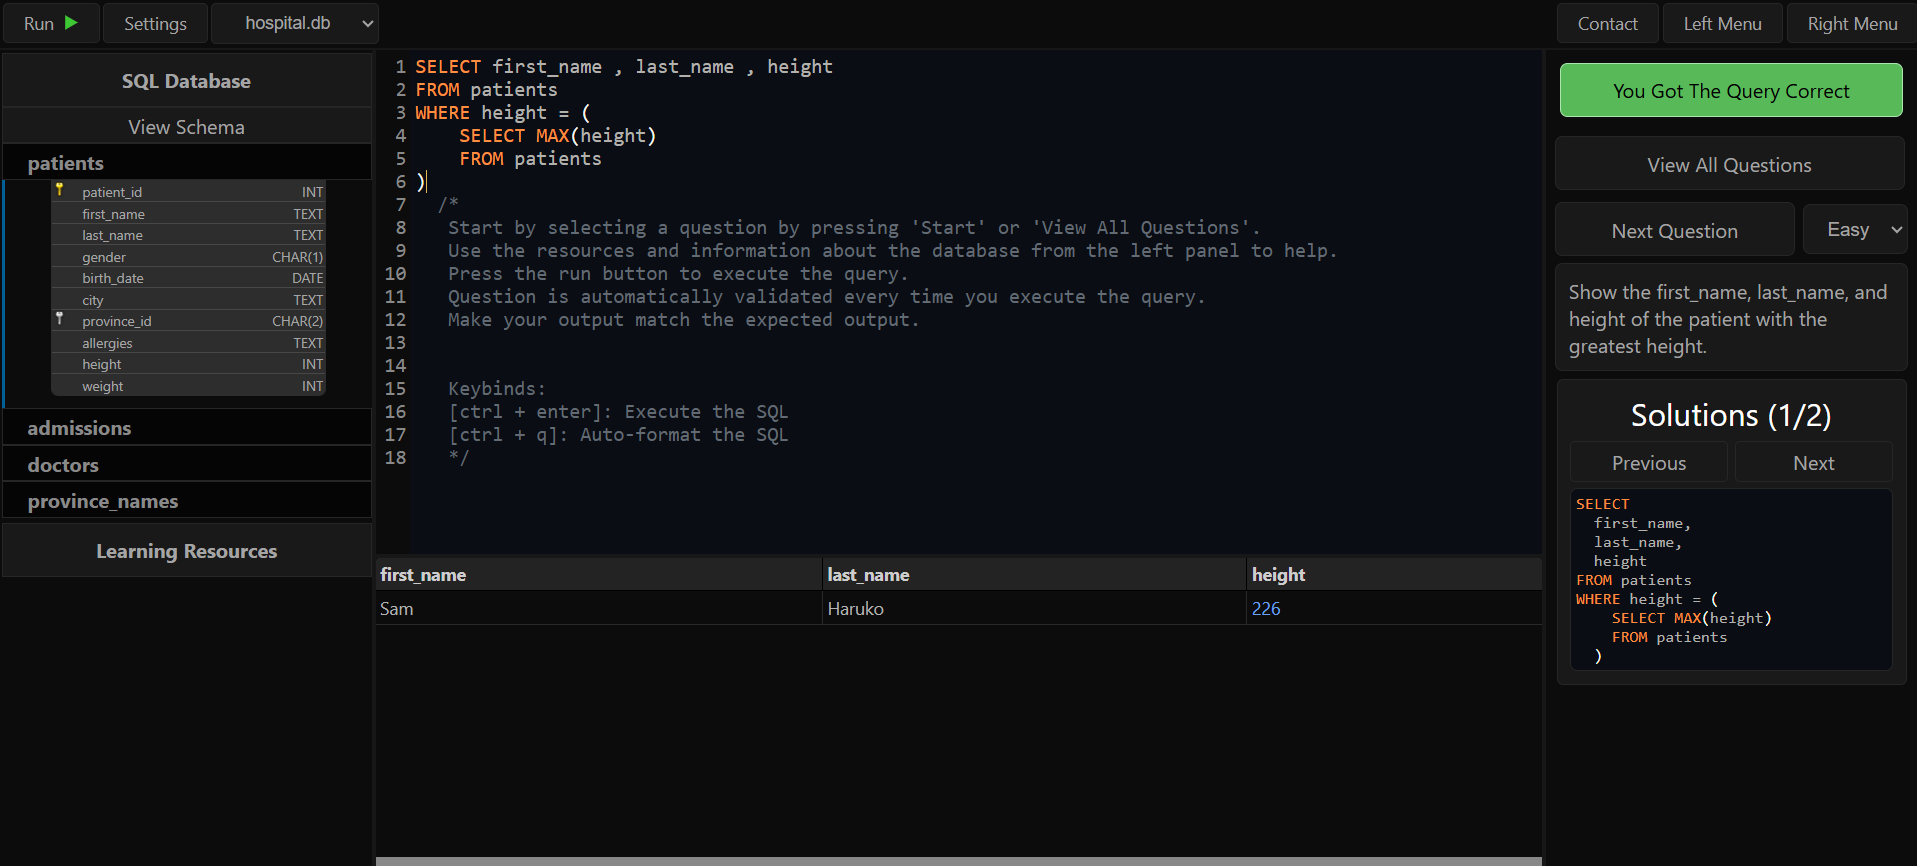 Run
Settings
hospital.db
Contact
Left Menu
Right Menu
SQL Database
View Schema
patients
patient_id INT
first_name TEXT
last_name TEXT
gender CHAR(1)
birth_date DATE
city TEXT
province_id CHAR(2)
allergies TEXT
height INT
weight INT
admissions
doctors
province_names
Learning Resources
1 SELECT first_name , last_name , height
2 FROM patients
3 WHERE height = (
4     SELECT MAX(height)
5     FROM patients
6 )
7   /*
8    Start by selecting a question by pressing 'Start' or 'View All Questions'.
9    Use the resources and information about the database from the left panel to help.
10    Press the run button to execute the query.
11    Question is automatically validated every time you execute the query.
12    Make your output match the expected output.
13
14
15    Keybinds:
16    [ctrl + enter]: Execute the SQL
17    [ctrl + q]: Auto-format the SQL
18    */
first_name last_name height
Sam Haruko 226
You Got The Query Correct
View All Questions
Next Question
Easy
Show the first_name, last_name, and
height of the patient with the
greatest height.
Solutions (1/2)
Previous
Next
SELECT
  first_name,
  last_name,
  height
FROM patients
WHERE height = (
    SELECT MAX(height)
    FROM patients
  )